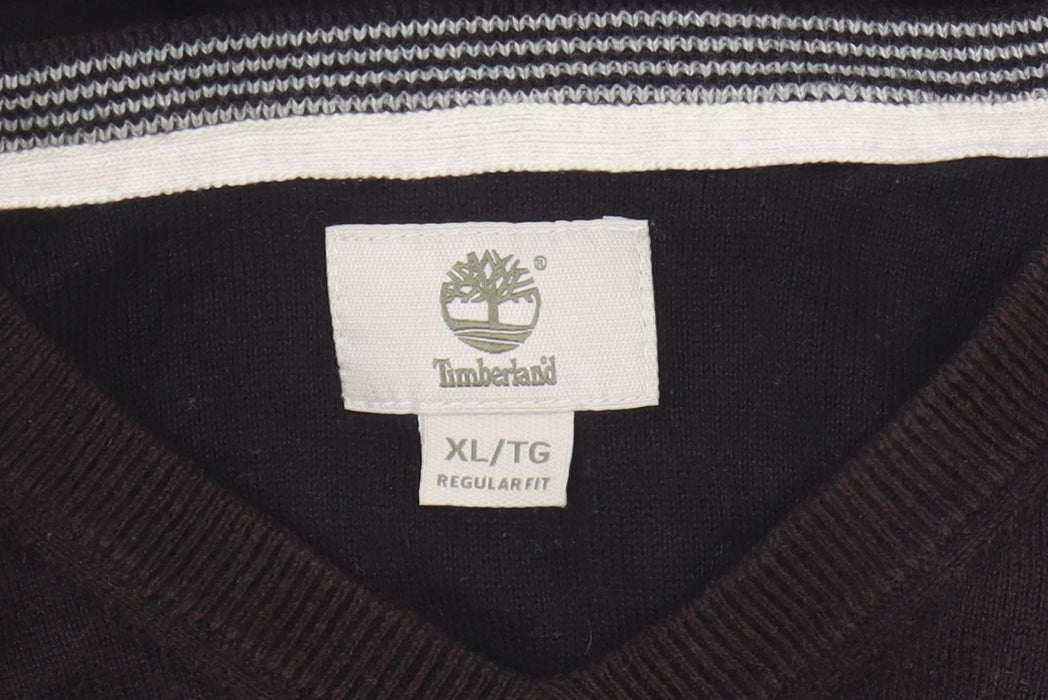 ®
Timberland
XL/TG
REGULAR FIT